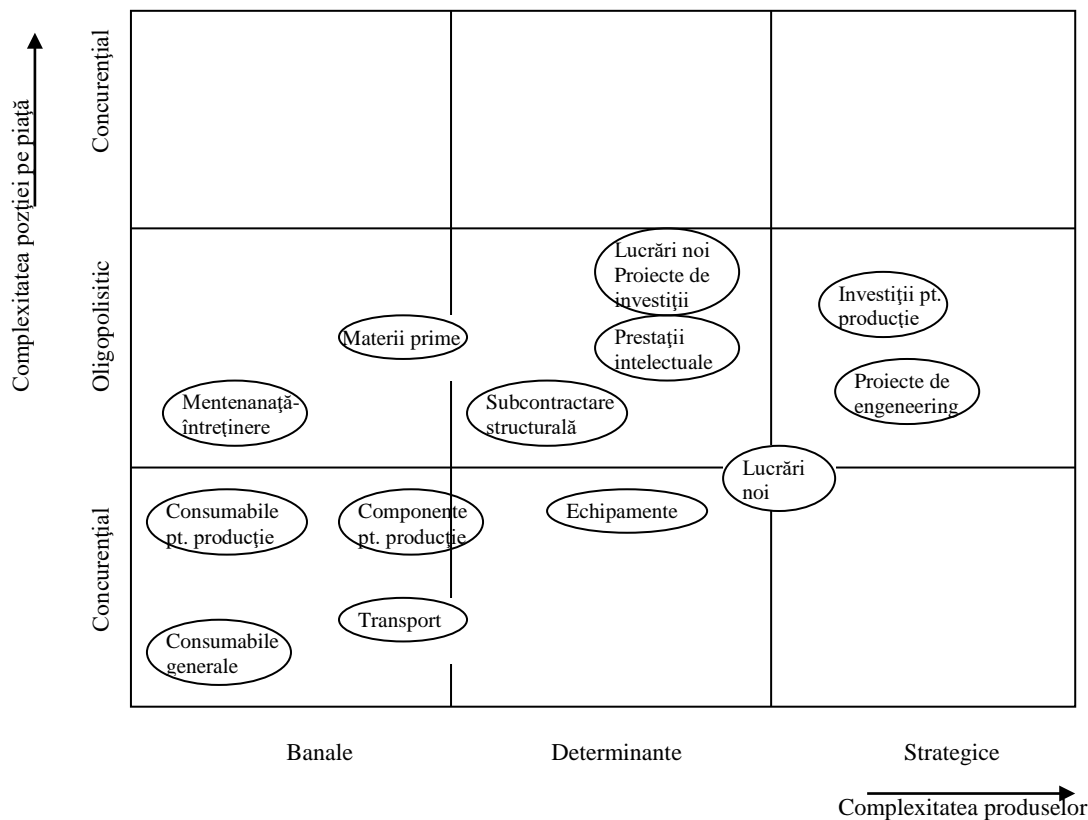 Complexitatea pozţiei pe piaţă
Concurenţial
Oligopolisitic
Concurenţial
Lucrări noi
Proiecte de
investiţii
Investiţii pt.
producţie
Materii prime
Prestaţii
intelectuale
Mentenanaţă-
întreţinere
Subcontractare
structurală
Proiecte de
engeneering
Lucrări
noi
Consumabile
pt. producţie
Componente
pt. producţie
Echipamente
Transport
Consumabile
generale
Banale
Determinante
Strategice
Complexitatea produselor